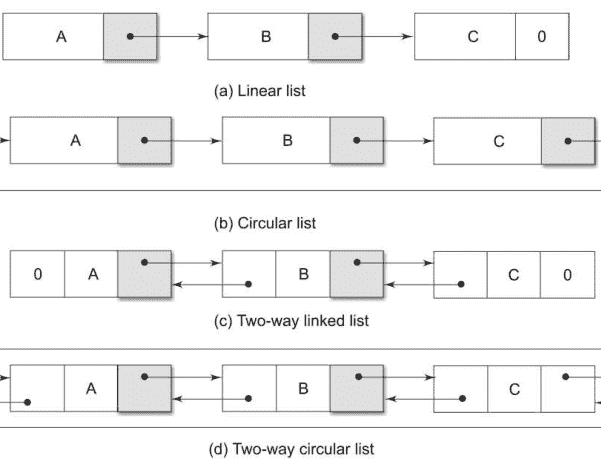 A B C 0
(a) Linear list
A B C
(b) Circular list
0 A B C 0
(c) Two-way linked list
A B C
(d) Two-way circular list